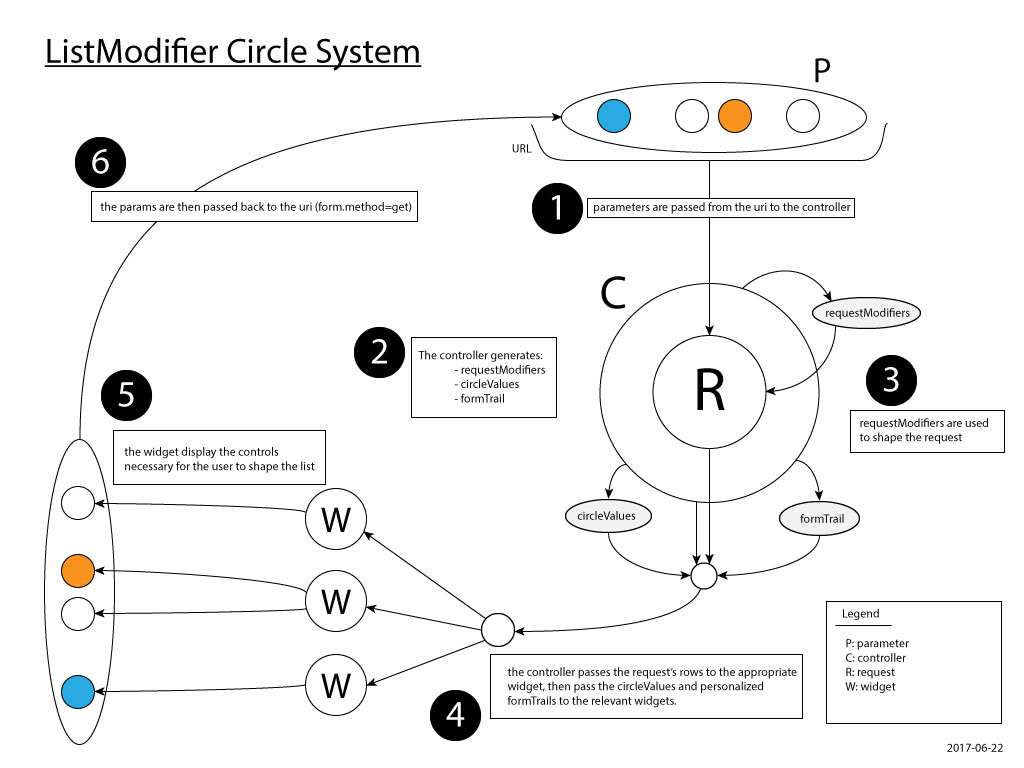 ListModifier Circle System
P
URL
6
the params are then passed back to the uri (form.method=get)
1
parameters are passed from the uri to the controller
C
requestModifiers
2
The controller generates:
- requestModifiers
- circleValues
- formTrail
R
3
requestModifiers are used
to shape the request
5
the widget display the controls
necessary for the user to shape the list
circleValues
formTrail
W
W
W
4
the controller passes the request's rows to the appropriate
widget, then pass the circleValues and personalized
formTrails to the relevant widgets.
Legend
P: parameter
C: controller
R: request
W: widget
2017-06-22